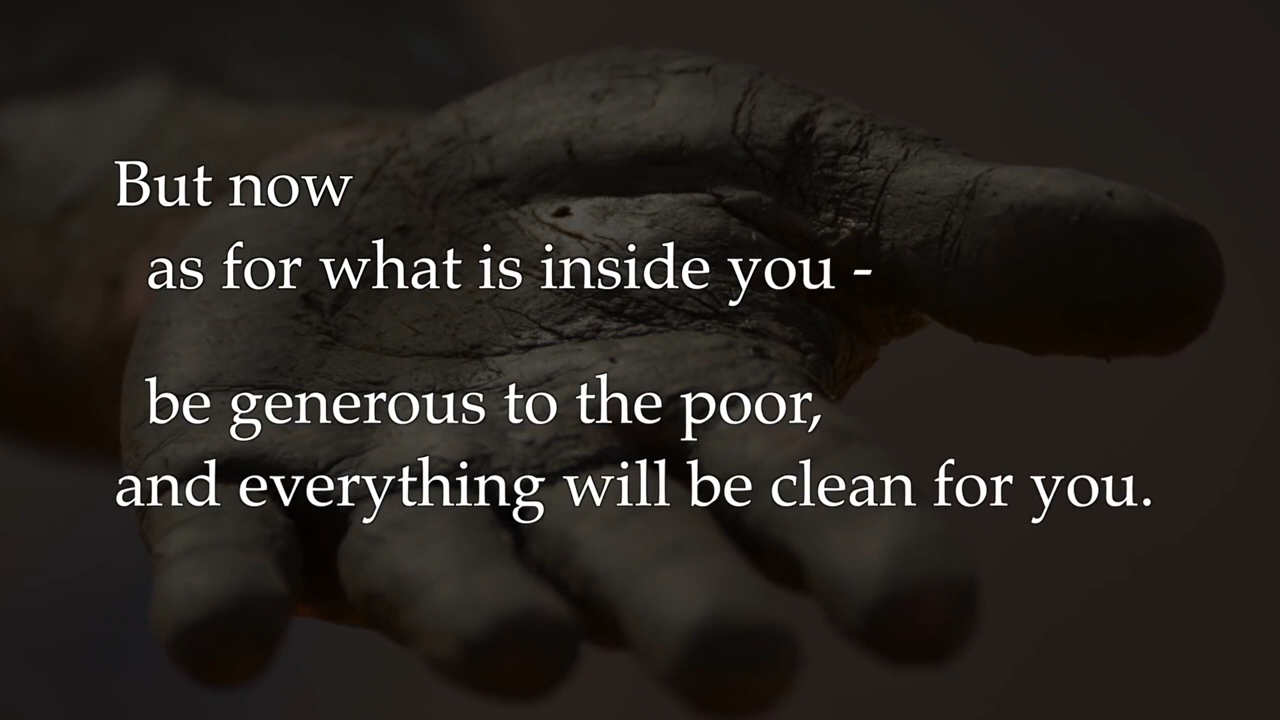 But now
as for what is inside you -
be generous to the poor,
and everything will be clean for you.